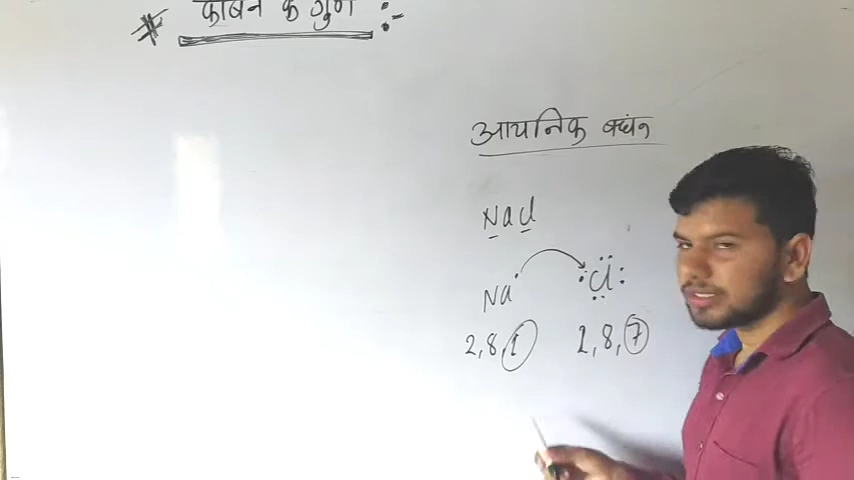 * कार्बन के गुण :-
आयनिक बंधन
NaCl
Na Cl
2,8,1 2,8,7